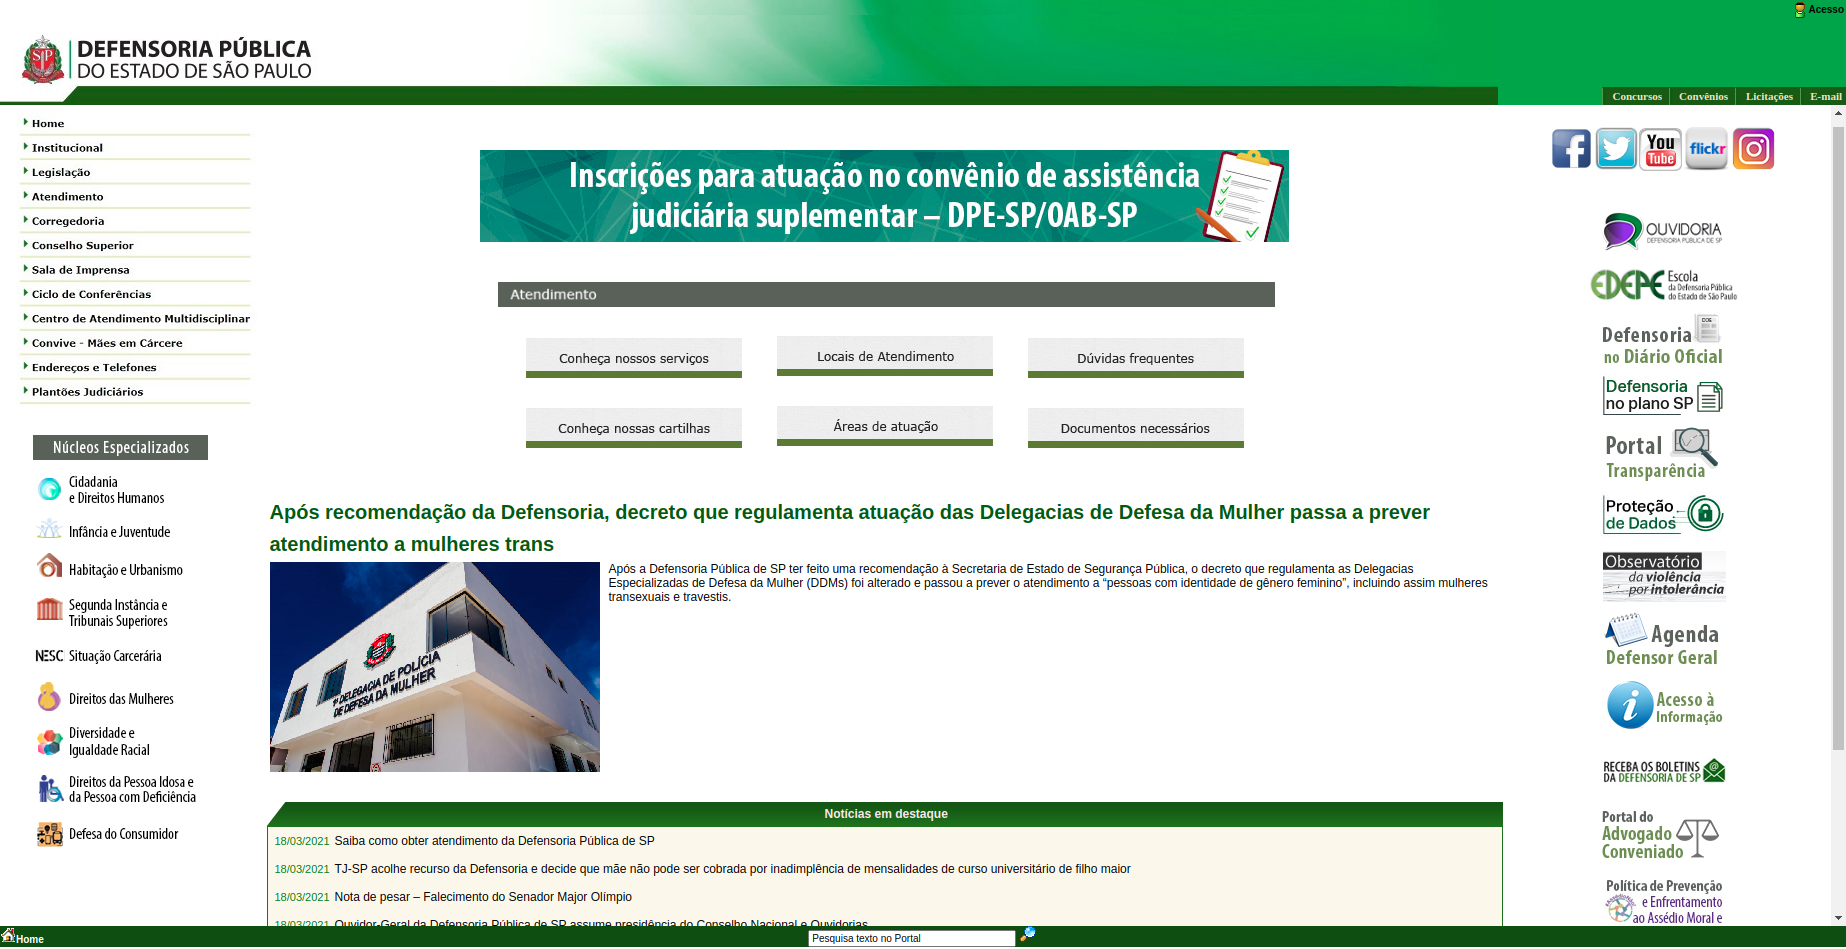 Acesso
DEFENSORIA PÚBLICA
DO ESTADO DE SÃO PAULO
Concursos
Convênios
Licitações
E-mail
Home
Institucional
Legislação
Atendimento
Corregedoria
Conselho Superior
Sala de Imprensa
Ciclo de Conferências
Centro de Atendimento Multidisciplinar
Convive - Mães em Cárcere
Endereços e Telefones
Plantões Judiciários
Núcleos Especializados
Cidadania
e Direitos Humanos
Infância e Juventude
Habitação e Urbanismo
Segunda Instância e
Tribunais Superiores
NESC Situação Carcerária
Direitos das Mulheres
Diversidade e
Igualdade Racial
Direitos da Pessoa Idosa e
da Pessoa com Deficiência
Defesa do Consumidor
Inscrições para atuação no convênio de assistência
judiciária suplementar – DPE-SP/OAB-SP
Atendimento
Conheça nossos serviços
Locais de Atendimento
Dúvidas frequentes
Conheça nossas cartilhas
Áreas de atuação
Documentos necessários
Após recomendação da Defensoria, decreto que regulamenta atuação das Delegacias de Defesa da Mulher passa a prever
atendimento a mulheres trans
1ª DELEGACIA DE POLÍCIA
DE DEFESA DA MULHER
Após a Defensoria Pública de SP ter feito uma recomendação à Secretaria de Estado de Segurança Pública, o decreto que regulamenta as Delegacias
Especializadas de Defesa da Mulher (DDMs) foi alterado e passou a prever o atendimento a “pessoas com identidade de gênero feminino”, incluindo assim mulheres
transexuais e travestis.
Notícias em destaque
18/03/2021 Saiba como obter atendimento da Defensoria Pública de SP
18/03/2021 TJ-SP acolhe recurso da Defensoria e decide que mãe não pode ser cobrada por inadimplência de mensalidades de curso universitário de filho maior
18/03/2021 Nota de pesar – Falecimento do Senador Major Olímpio
18/03/2021 Ouvidor-Geral da Defensoria Pública de SP assume presidência do Conselho Nacional e Ouvidorias
You
Tube
flickr
OUVIDORIA
DEFENSORIA PÚBLICA DE SP
EDEPE Escola
da Defensoria Pública
do Estado de São Paulo
DOE
Defensoria
no Diário Oficial
Defensoria
no plano SP
Portal
Transparência
Proteção
de Dados
Observatório
da violência
por intolerância
Agenda
Defensor Geral
Acesso à
Informação
RECEBA OS BOLETINS
DA DEFENSORIA DE SP
Portal do
Advogado
Conveniado
Política de Prevenção
e Enfrentamento
ao Assédio Moral e
Home
Pesquisa texto no Portal